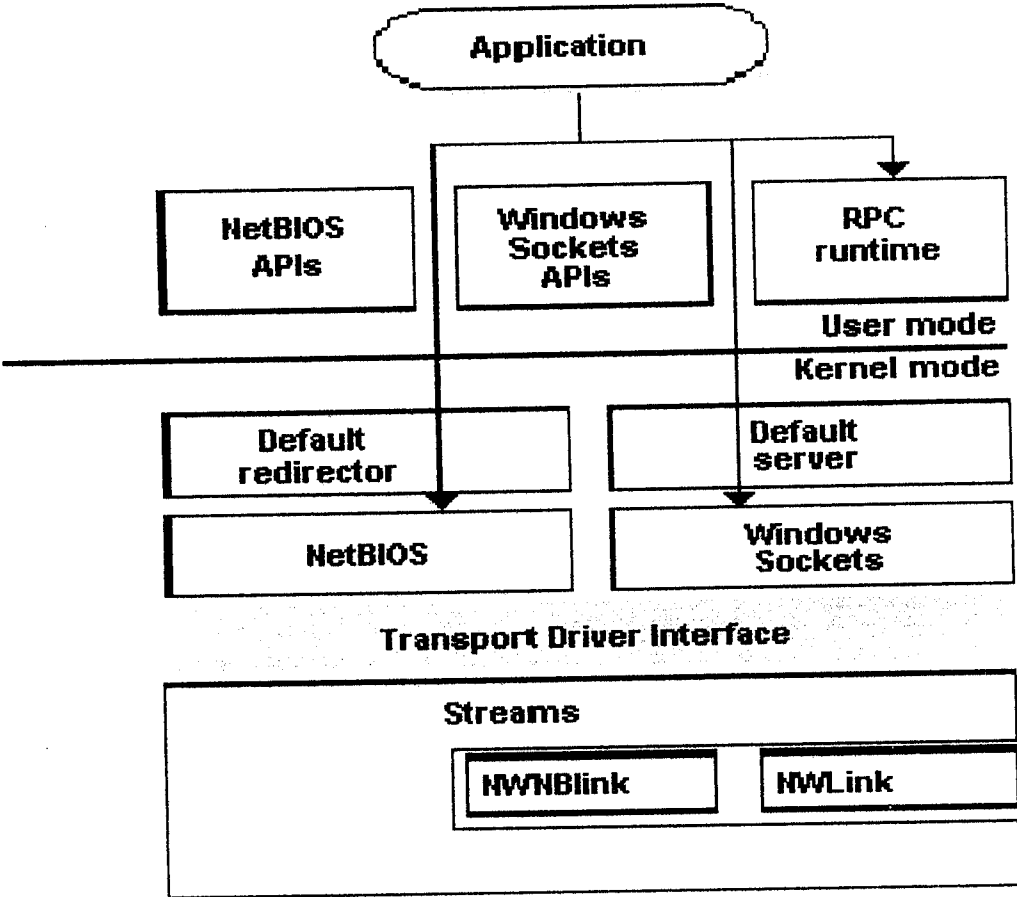 Application
NetBIOS
APIs
Windows
Sockets
APIs
RPC
runtime
User mode
Kernel mode
Default
redirector
Default
server
NetBIOS
Windows
Sockets
Transport Driver Interface
Streams
NWNBlink
NWLink